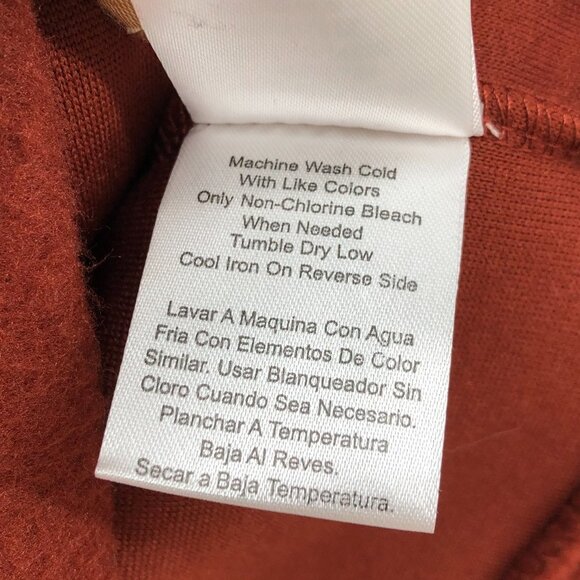 Machine Wash Cold
With Like Colors
Only Non-Chlorine Bleach
When Needed
Tumble Dry Low
Cool Iron On Reverse Side
Lavar A Maquina Con Agua
Fria Con Elementos De Color
Similar. Usar Blanqueador Sin
Cloro Cuando Sea Necesario.
Planchar A Temperatura
Baja Al Reves.
Secar a Baja Temperatura.